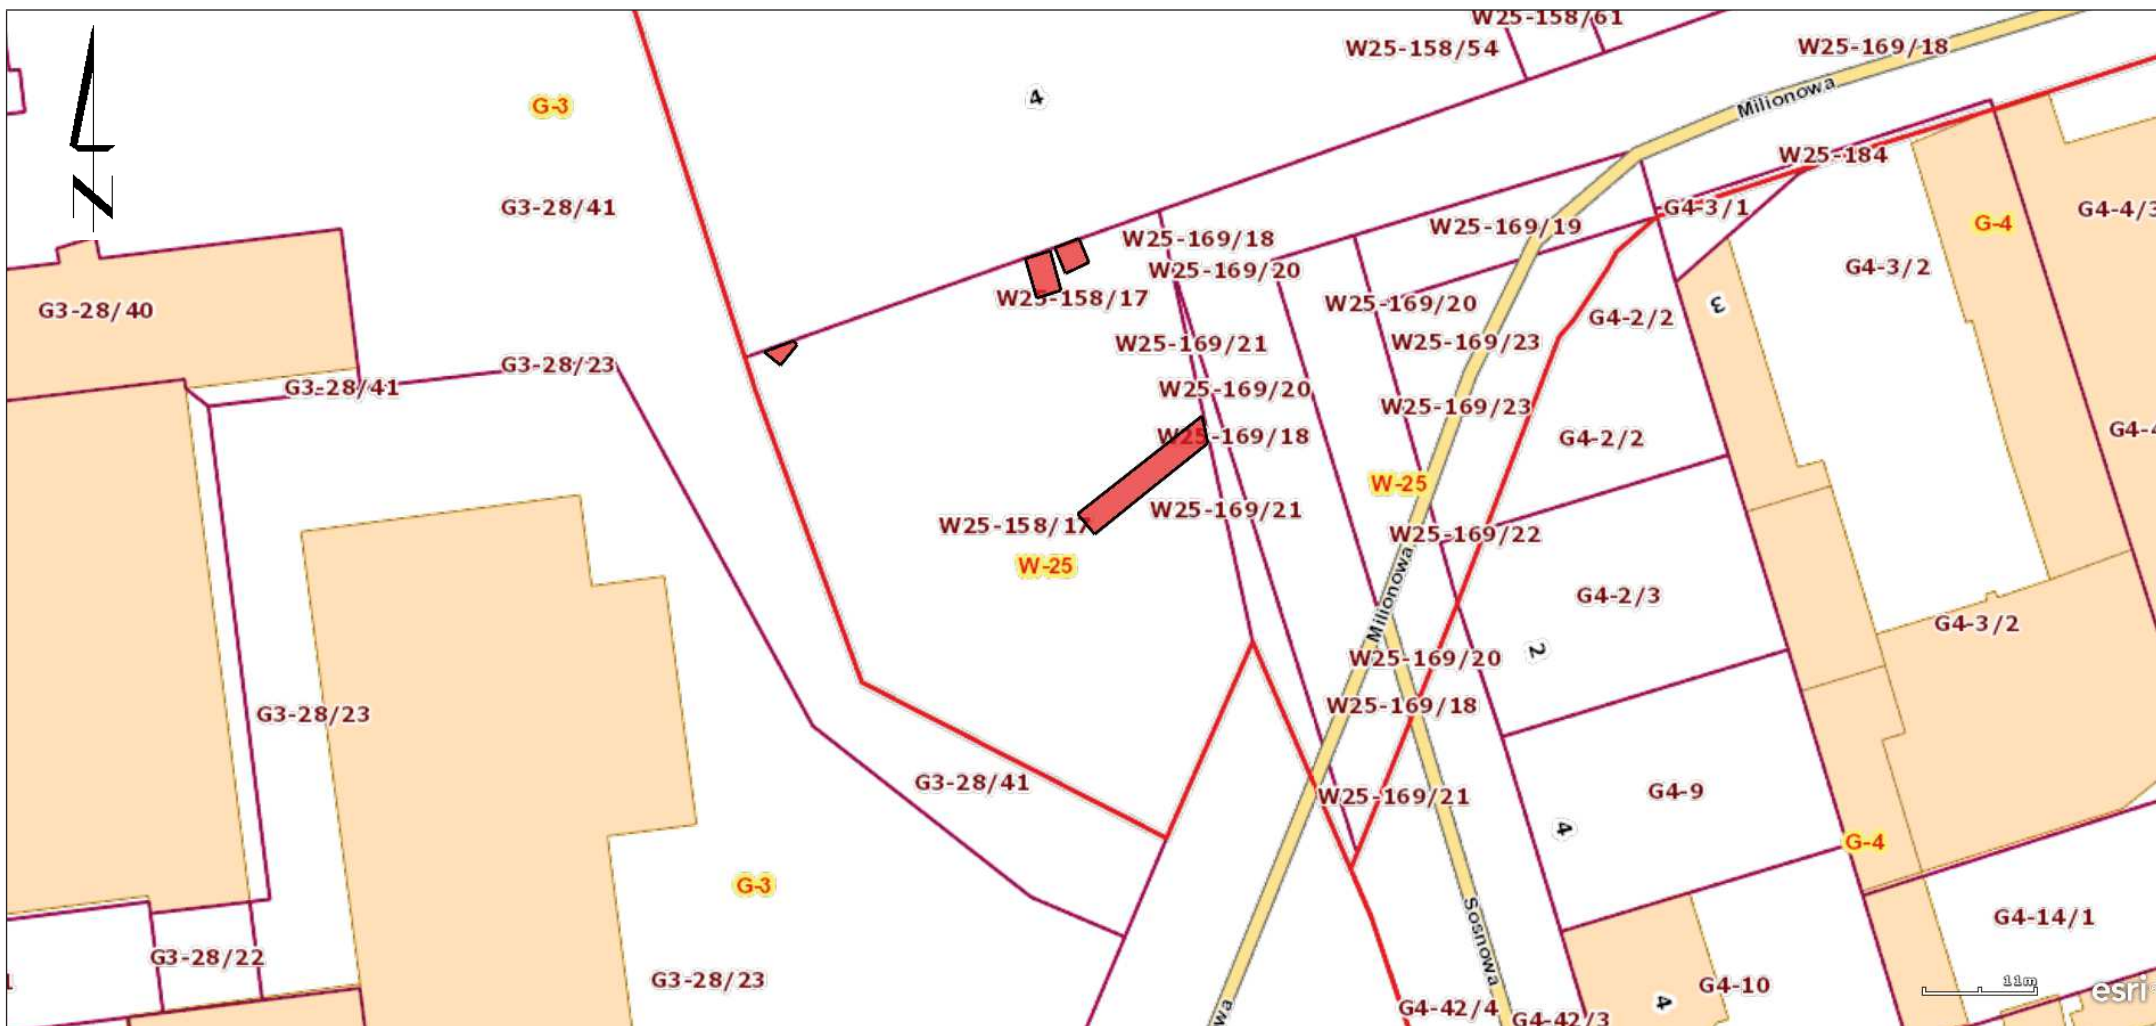 W25-158/61
W25-158/54
W25-169/18
4
G-3
Milionowa
W25-184
G3-28/41
G4-3/1
G4-4/3
N
G-4
W25-169/19
W25-169/18
W25-169/20
G4-3/2
W25-158/17
W25-169/20
3
G3-28/40
G4-2/2
W25-169/21
W25-169/23
G3-28/23
G3-28/41
W25-169/20
W25-169/23
W25-169/18
G4-2/2
G4-4
W-25
W25-169/21
W25-158/17
W25-169/22
W-25
Milionowa
G4-2/3
G4-3/2
2
W25-169/20
W25-169/18
G3-28/23
G3-28/41
W25-169/21
G4-9
4
G-4
G-3
G4-14/1
Sosnowa
G3-28/22
G3-28/23
G4-10
11m
esri
4
wa
G4-42/4
G4-42/3